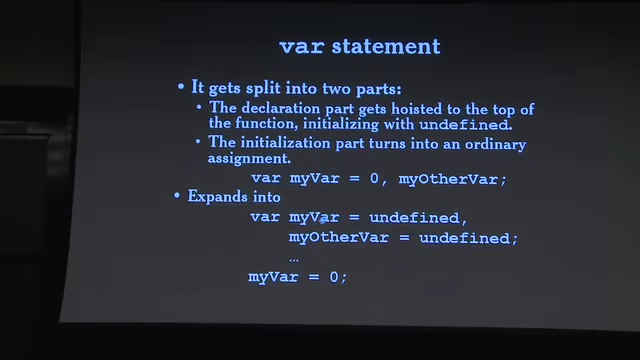 var statement
• It gets split into two parts:
• The declaration part gets hoisted to the top of
the function, initializing with undefined.
• The initialization part turns into an ordinary
assignment.
var myVar = 0, myOtherVar;
• Expands into
var myVar = undefined,
myOtherVar = undefined;
…
myVar = 0;